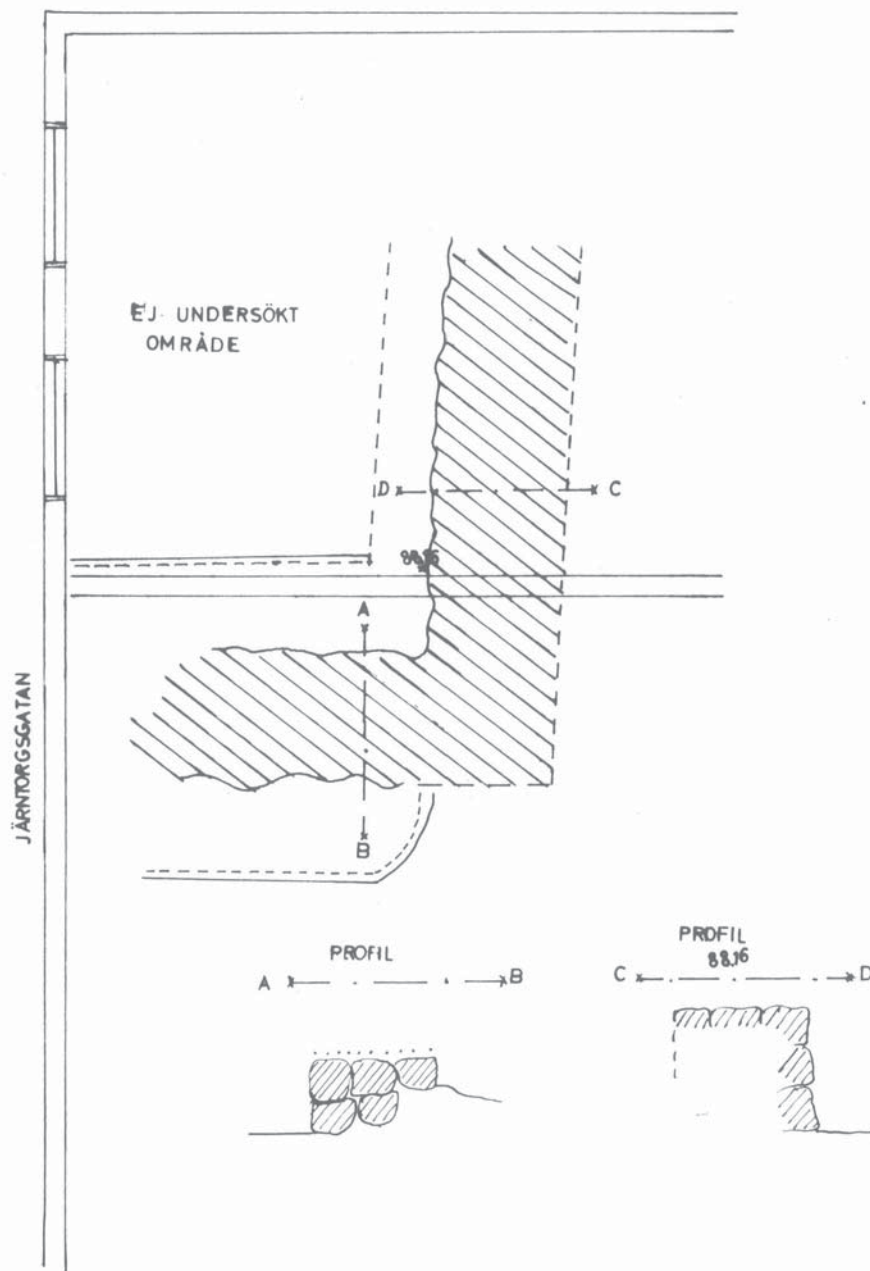 EJ UNDERSÖKT
OMRÅDE
D
C
88.16
A
B
JÄRNTORGSGATAN
PROFIL
A
B
PROFIL
88.16
C
D